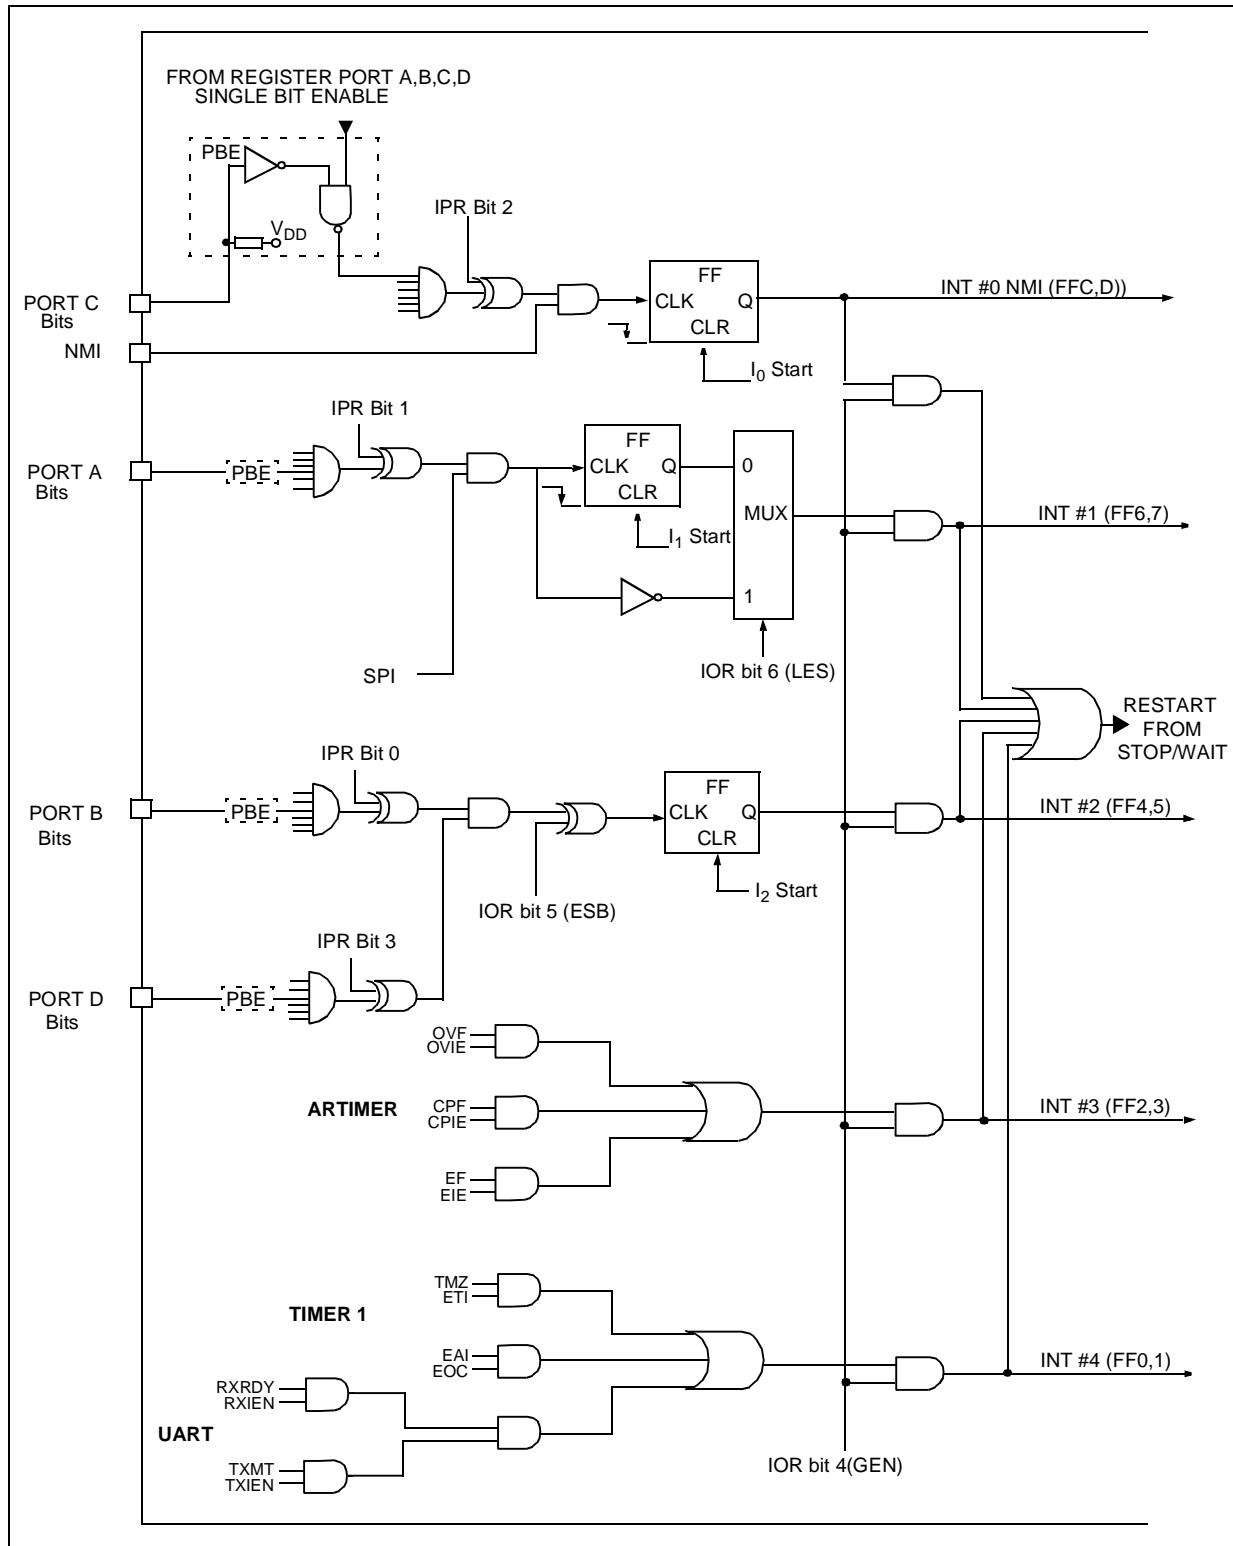 FROM REGISTER PORT A,B,C,D
SINGLE BIT ENABLE
PBE
VDD
IPR Bit 2
PORT C
Bits
NMI
FF
CLK Q
CLR
I0 Start
INT #0 NMI (FFC,D))
IPR Bit 1
PORT A
Bits
PBE
FF
CLK Q
CLR
I1 Start
0
MUX
1
INT #1 (FF6,7)
SPI
IOR bit 6 (LES)
RESTART
FROM
STOP/WAIT
IPR Bit 0
PORT B
Bits
PBE
FF
CLK Q
CLR
I2 Start
INT #2 (FF4,5)
IOR bit 5 (ESB)
IPR Bit 3
PORT D
Bits
PBE
OVF
OVIE
ARTIMER
CPF
CPIE
EF
EIE
INT #3 (FF2,3)
TMZ
ETI
TIMER 1
EAI
EOC
INT #4 (FF0,1)
RXRDY
RXIEN
UART
TXMT
TXIEN
IOR bit 4(GEN)